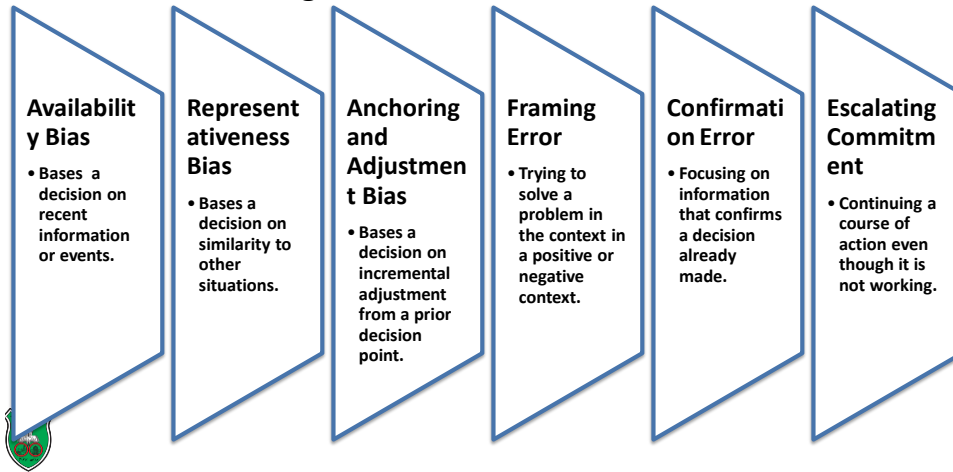 Availabilit
y Bias
• Bases a
decision on
recent
information
or events.
Represent
ativeness
Bias
• Bases a
decision on
similarity to
other
situations.
Anchoring
and
Adjustmen
t Bias
• Bases a
decision on
incremental
adjustment
from a prior
decision
point.
Framing
Error
• Trying to
solve a
problem in
the context in
a positive or
negative
context.
Confirmati
on Error
• Focusing on
information
that confirms
a decision
already
made.
Escalating
Commitm
ent
• Continuing a
course of
action even
though it is
not working.